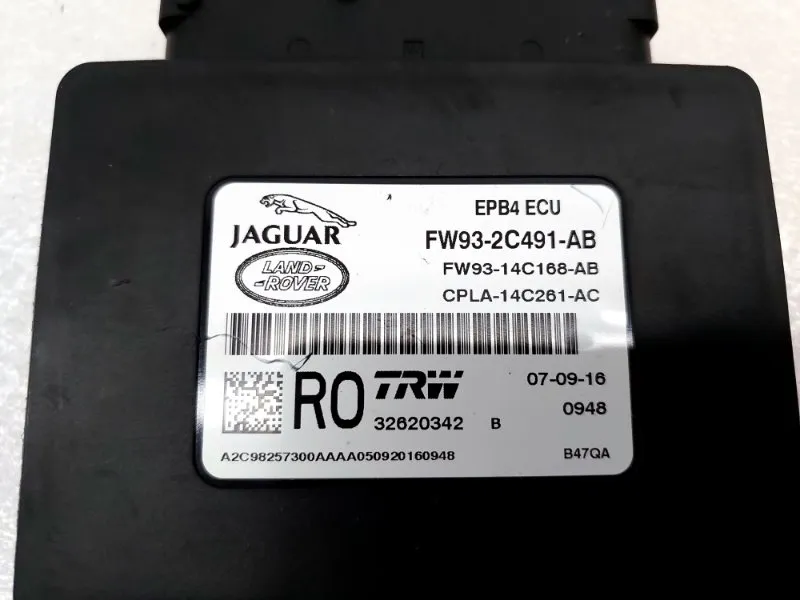 JAGUAR
LAND-
-ROVER
EPB4 ECU
FW93-2C491-AB
FW93-14C168-AB
CPLA-14C261-AC
RO
TRW
32620342 B
07-09-16
0948
A2C98257300AAAA050920160948
B47QA